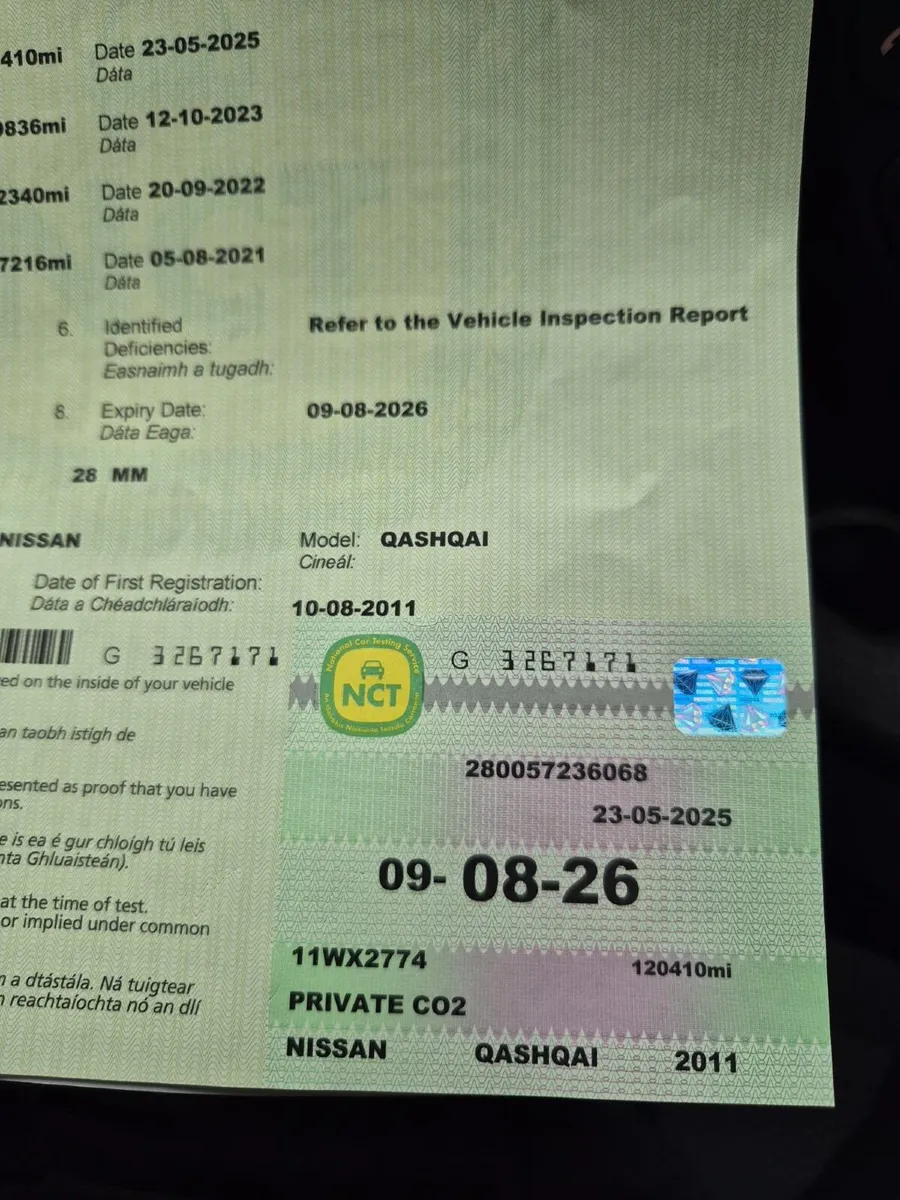 410mi Date 23-05-2025
Dáta
9836mi Date 12-10-2023
Dáta
2340mi Date 20-09-2022
Dáta
7216mi Date 05-08-2021
Dáta
6. Identified Refer to the Vehicle Inspection Report
Deficiencies:
Easnaimh a tugadh:
8. Expiry Date: 09-08-2026
Dáta Eaga:
28 MM
NISSAN Model: QASHQAI
Cineál:
Date of First Registration:
Dáta a Chéadchláraíodh: 10-08-2011
G 3267171
ed on the inside of your vehicle
an taobh istigh de
esented as proof that you have
ons.
e is ea é gur chloígh tú leis
nta Ghluaisteán).
at the time of test.
or implied under common
a dtástála. Ná tuigtear
reachtaíochta nó an dlí
National Car Testing Service
NCT
G 3267171
280057236068
23-05-2025
09-08-26
11WX2774 120410mi
PRIVATE CO2
NISSAN QASHQAI 2011